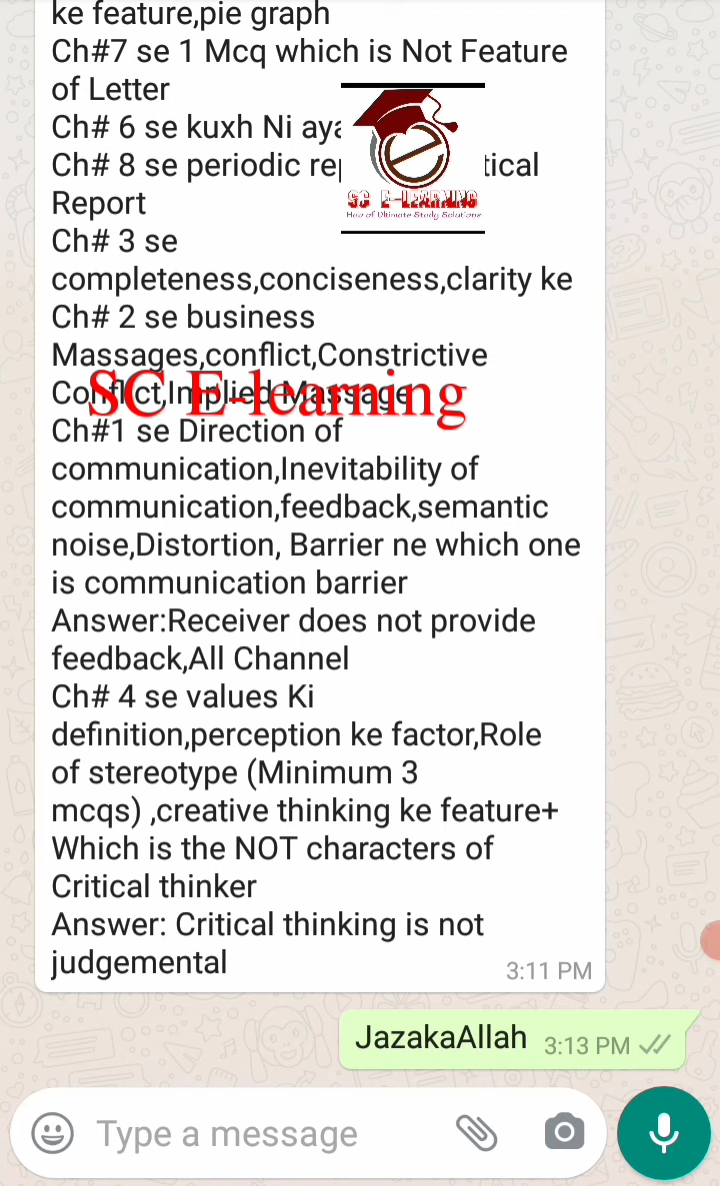 ke feature,pie graph
Ch#7 se 1 Mcq which is Not Feature
of Letter
Ch# 6 se kuxh Ni aya
Ch# 8 se periodic rep tical
Report
SC E-LEARNING
Hub of Ultimate Study Solutions
Ch# 3 se
completeness,conciseness,clarity ke
Ch# 2 se business
Massages,conflict,Constrictive
Conflict,Implied Massage
SC E-learning
Ch#1 se Direction of
communication,Inevitability of
communication,feedback,semantic
noise,Distortion, Barrier ne which one
is communication barrier
Answer:Receiver does not provide
feedback,All Channel
Ch# 4 se values Ki
definition,perception ke factor,Role
of stereotype (Minimum 3
mcqs) ,creative thinking ke feature+
Which is the NOT characters of
Critical thinker
Answer: Critical thinking is not
judgemental
3:11 PM
JazakaAllah 3:13 PM
Type a message